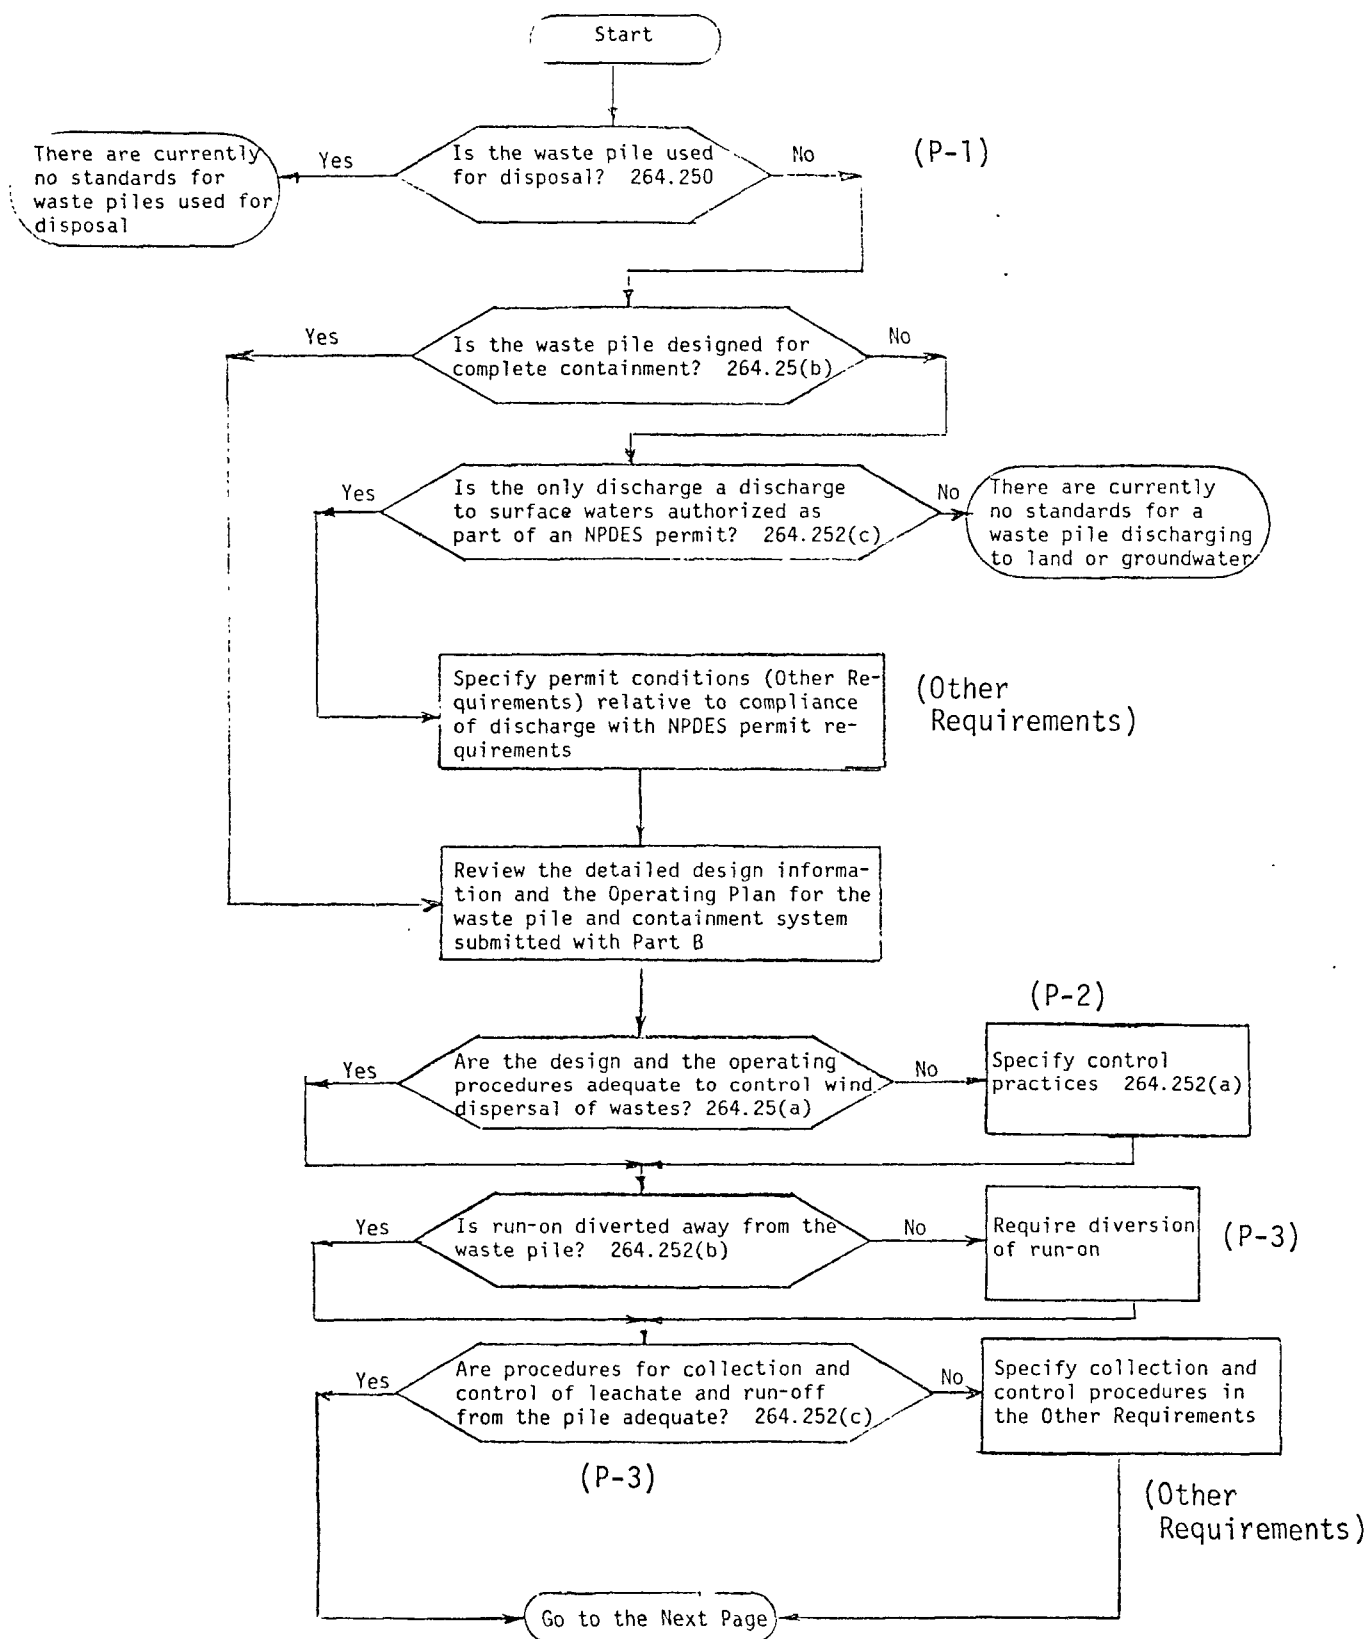 Start
There are currently
no standards for
waste piles used for
disposal
Yes
Is the waste pile used
for disposal? 264.250
No
(P-1)
Yes
Is the waste pile designed for
complete containment? 264.25(b)
No
Yes
Is the only discharge a discharge
to surface waters authorized as
part of an NPDES permit? 264.252(c)
No
There are currently
no standards for a
waste pile discharging
to land or groundwater
Specify permit conditions (Other Re-
quirements) relative to compliance
of discharge with NPDES permit re-
quirements
(Other
Requirements)
Review the detailed design informa-
tion and the Operating Plan for the
waste pile and containment system
submitted with Part B
(P-2)
Yes
Are the design and the operating
procedures adequate to control wind
dispersal of wastes? 264.25(a)
No
Specify control
practices 264.252(a)
Yes
Is run-on diverted away from the
waste pile? 264.252(b)
No
Require diversion
of run-on
(P-3)
Yes
Are procedures for collection and
control of leachate and run-off
from the pile adequate? 264.252(c)
No
Specify collection and
control procedures in
the Other Requirements
(P-3)
(Other
Requirements)
Go to the Next Page